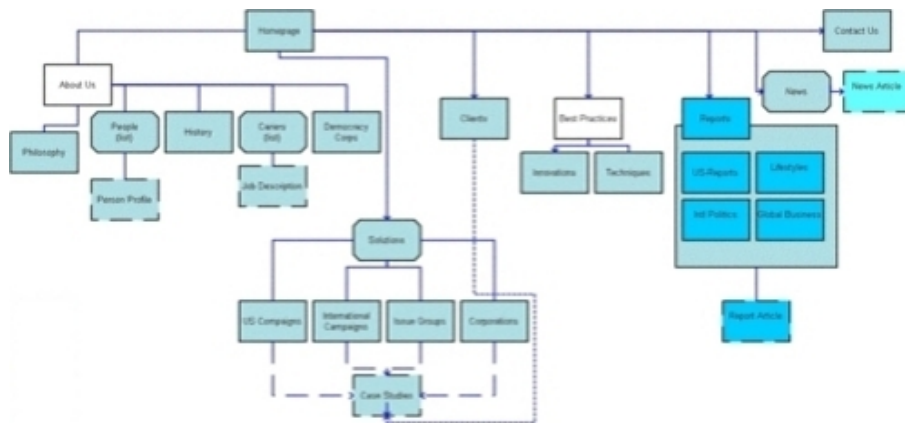 Homepage
Contact Us
About Us
News
News Article
Philosophy
People
(list)
History
Careers
(list)
Democracy
Corps
Clients
Best Practices
Reports
Innovations
Techniques
US-Reports
Lifestyles
Person Profile
Job Description
Intl Politics
Global Business
Solutions
US Campaigns
International
Campaigns
Issue Groups
Corporations
Report Article
Case Studies